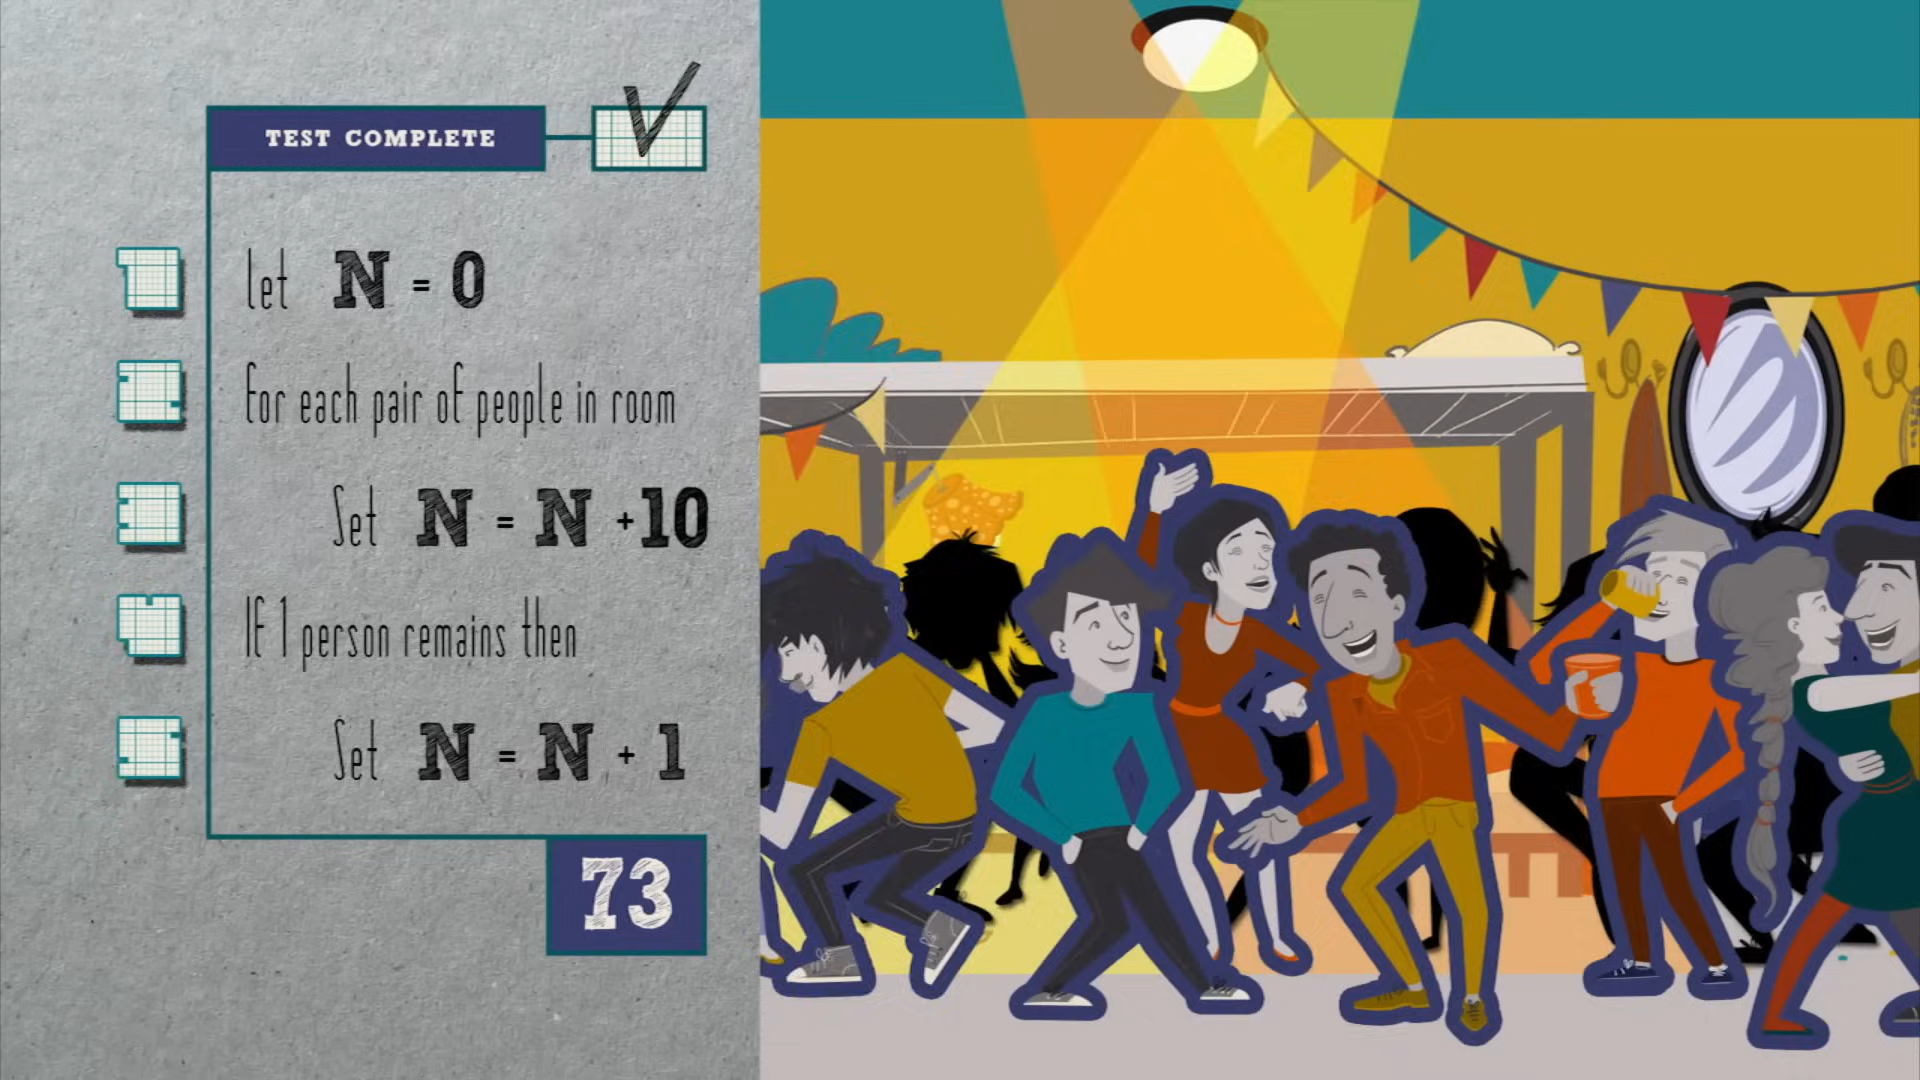 TEST COMPLETE
let N = 0
For each pair of people in room
Set N = N +10
If 1 person remains then
Set N = N + 1
73